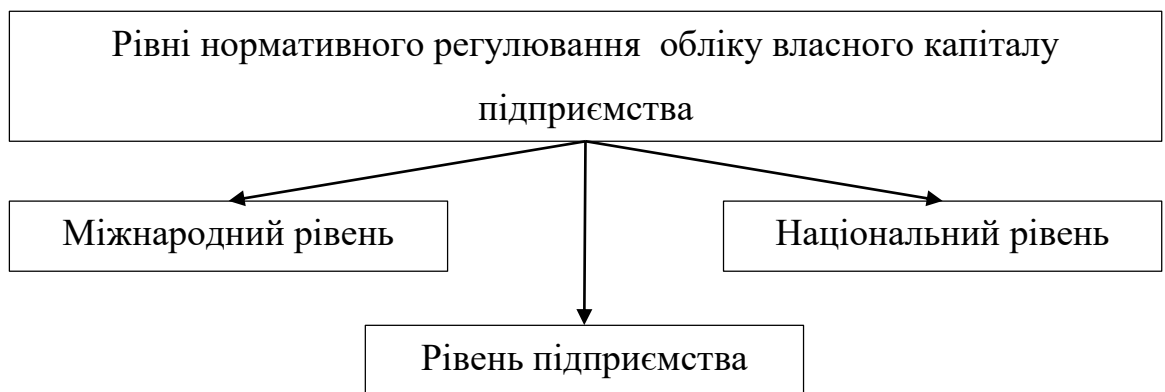 Рівні нормативного регулювання обліку власного капіталу
підприємства
Міжнародний рівень
Національний рівень
Рівень підприємства